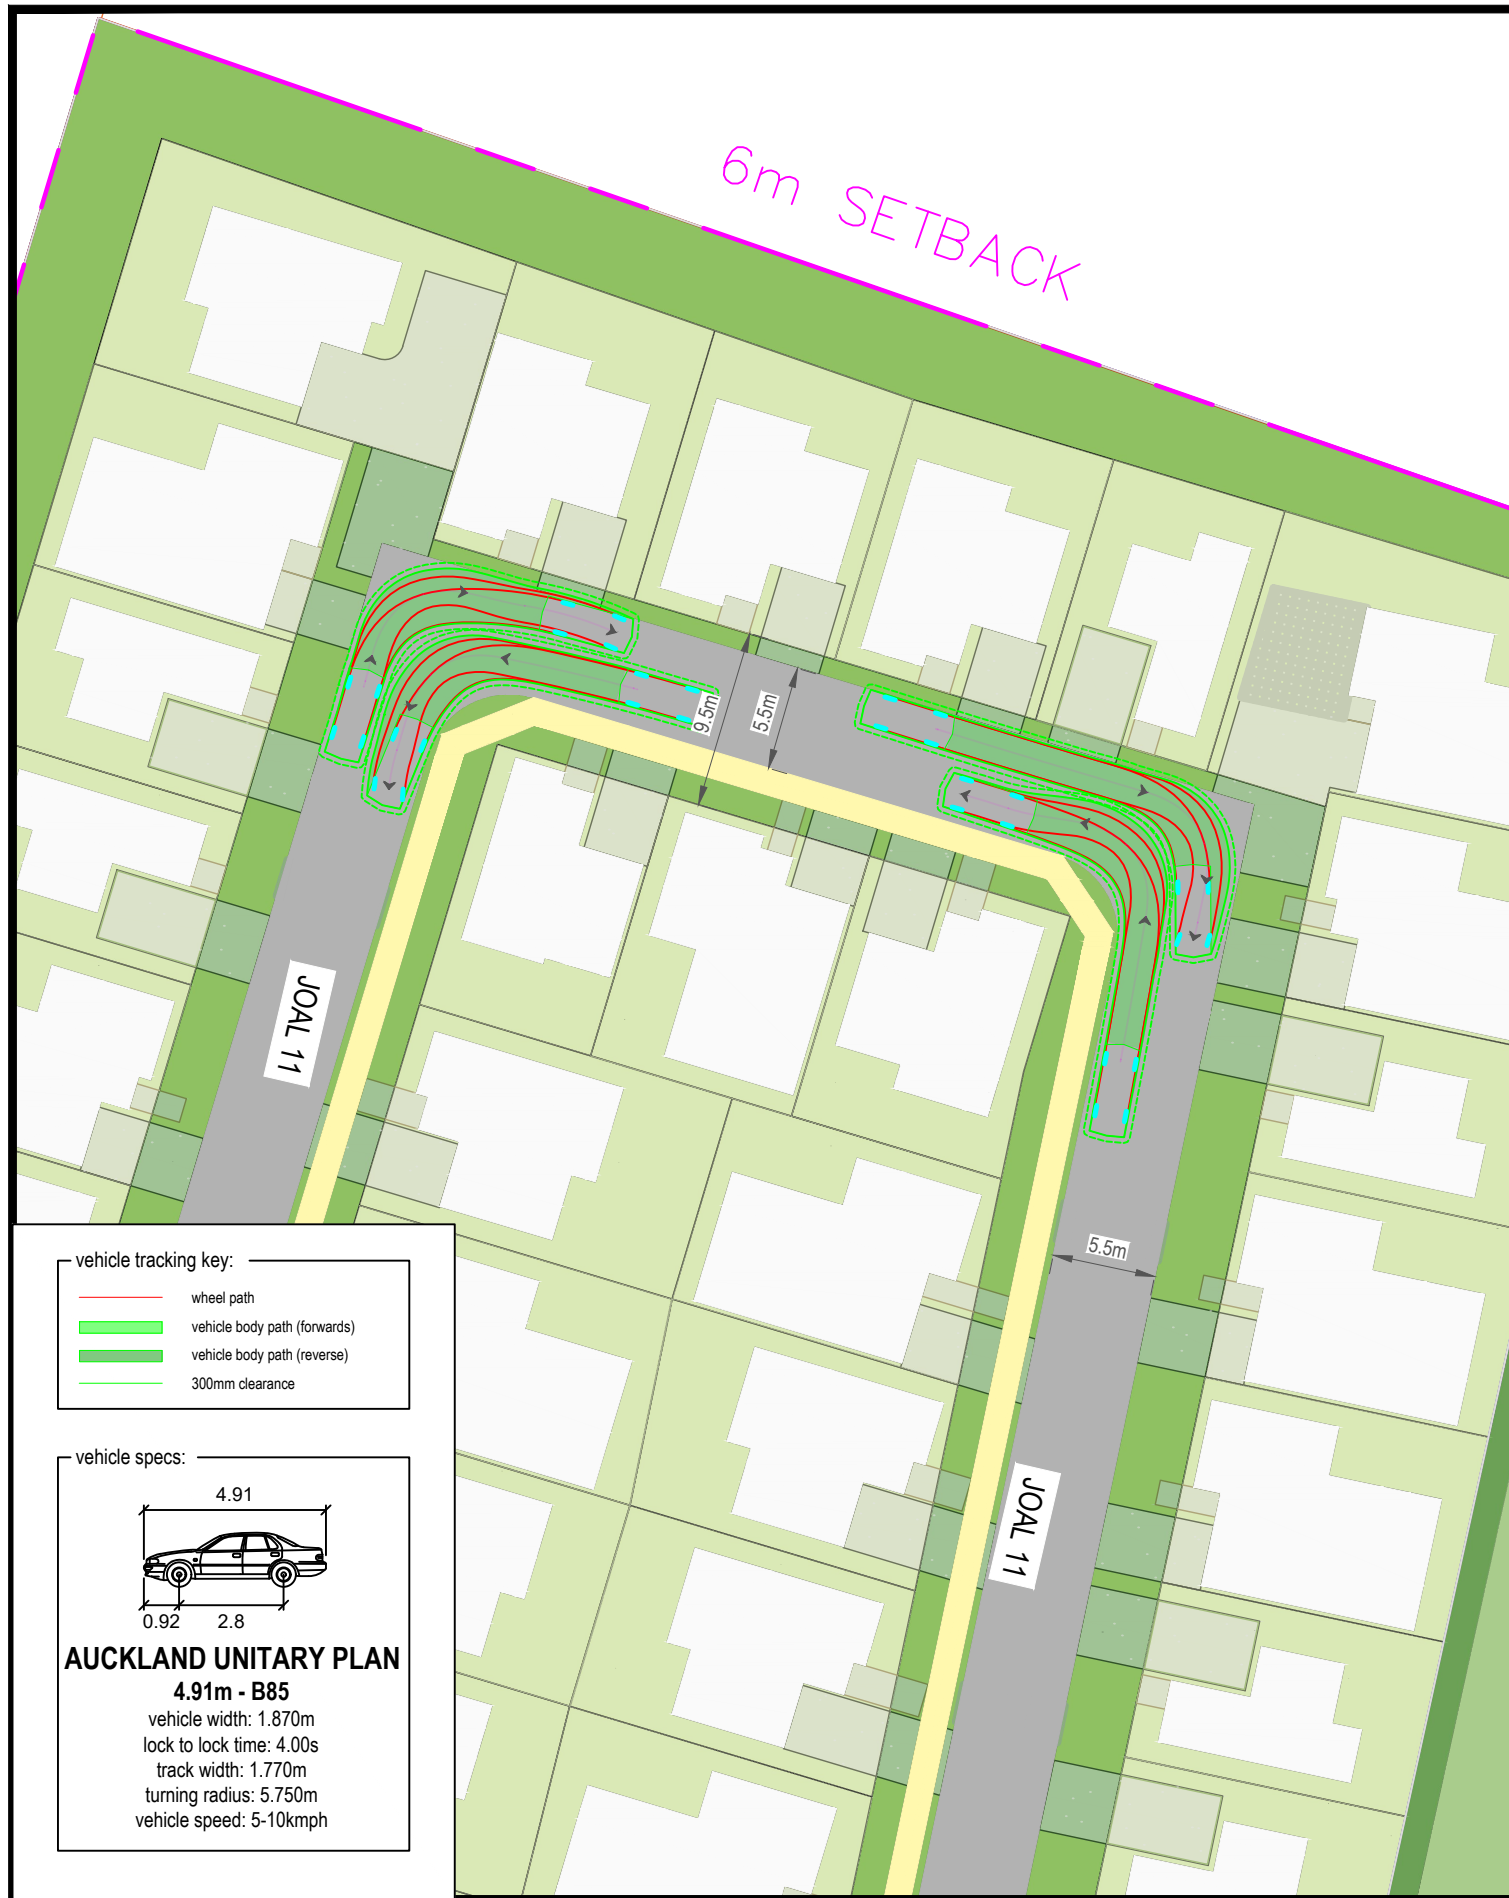 6m SETBACK
9.5m
5.5m
JOAL 11
5.5m
JOAL 11
vehicle tracking key:
wheel path
vehicle body path (forwards)
vehicle body path (reverse)
300mm clearance
vehicle specs:
4.91
0.92 2.8
AUCKLAND UNITARY PLAN
4.91m - B85
vehicle width: 1.870m
lock to lock time: 4.00s
track width: 1.770m
turning radius: 5.750m
vehicle speed: 5-10kmph